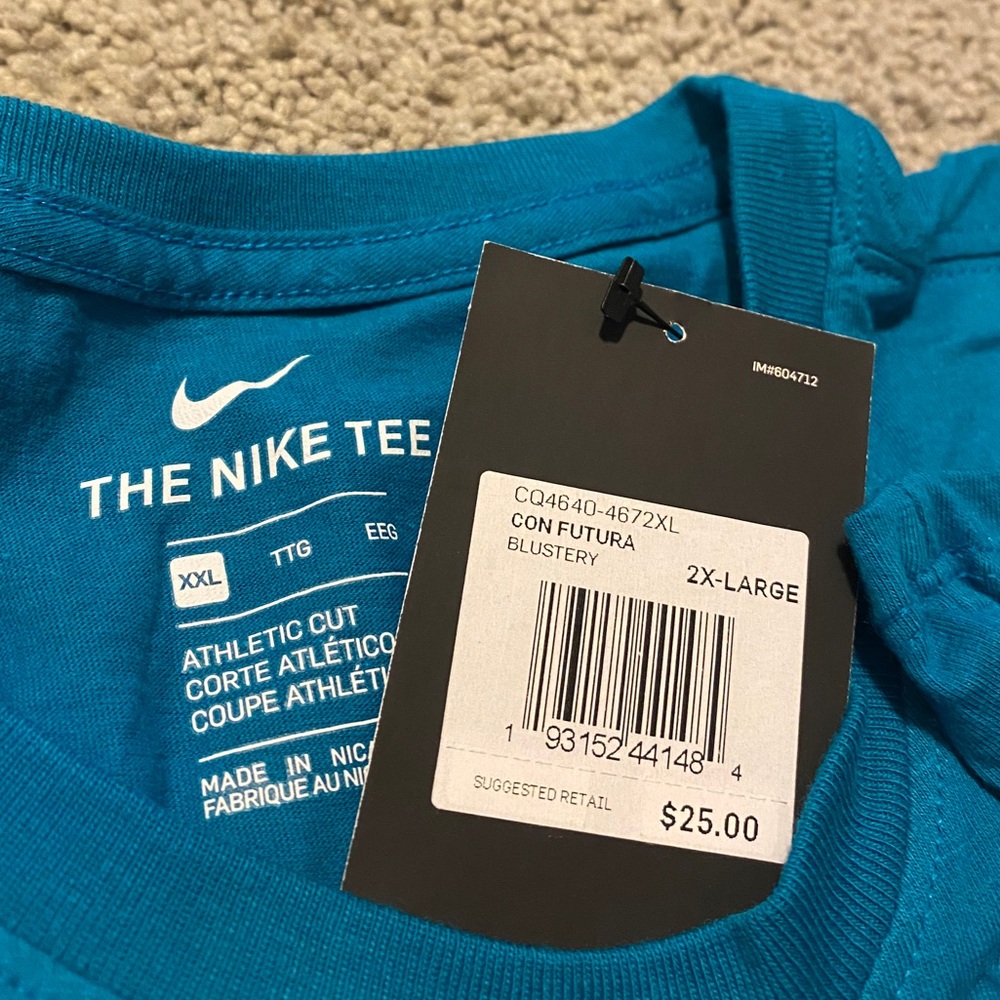 THE NIKE TEE
XXL TTG EEG
ATHLETIC CUT
CORTE ATLÉTICO
COUPE ATHLÉTI
MADE IN NICA
FABRIQUE AU NI
IM#604712
CQ4640-4672XL
CON FUTURA
BLUSTERY
2X-LARGE
1 93152 44148 4
SUGGESTED RETAIL
$25.00